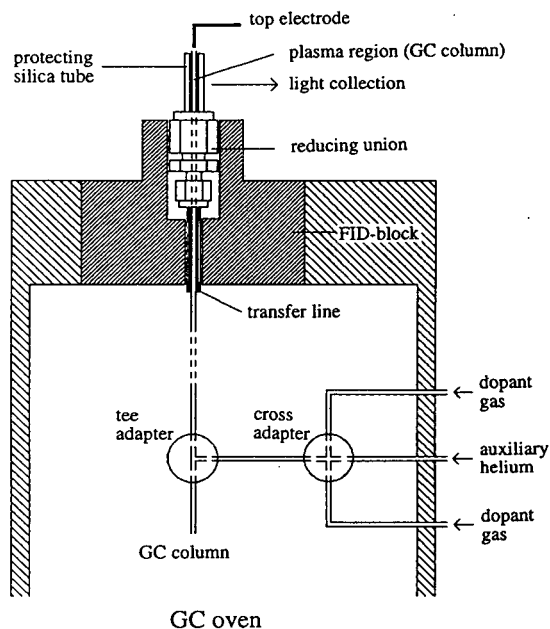 top electrode
protecting
silica tube
plasma region (GC column)
light collection
reducing union
FID-block
transfer line
tee
adapter
cross
adapter
dopant
gas
auxiliary
helium
dopant
gas
GC column
GC oven